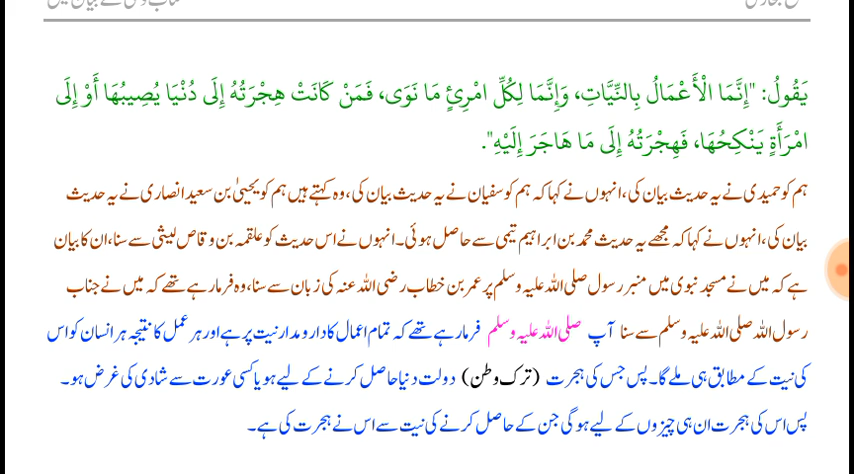 يَقُولُ: "إِنَّمَا الْأَعْمَالُ بِالنِّيَّاتِ، وَإِنَّمَا لِكُلِّ امْرِئٍ مَا نَوَى، فَمَنْ كَانَتْ هِجْرَتُهُ إِلَى دُنْيَا يُصِيبُهَا أَوْ إِلَى
امْرَأَةٍ يَنْكِحُهَا، فَهِجْرَتُهُ إِلَى مَا هَاجَرَ إِلَيْهِ".
ہم کو حمیدی نے یہ حدیث بیان کی، انہوں نے کہا کہ ہم کو سفیان نے یہ حدیث بیان کی، وہ کہتے ہیں ہم کو یحییٰ بن سعید انصاری نے یہ حدیث
بیان کی، انہوں نے کہا کہ مجھے یہ حدیث محمد بن ابراہیم تیمی سے حاصل ہوئی۔ انہوں نے اس حدیث کو علقمہ بن وقاص لیثی سے سنا، ان کا بیان
ہے کہ میں نے مسجد نبوی میں منبر رسول صلی اللہ علیہ وسلم پر عمر بن خطاب رضی اللہ عنہ کی زبان سے سنا، وہ فرما رہے تھے کہ میں نے جناب
رسول اللہ صلی اللہ علیہ وسلم سے سنا آپ صلی اللہ علیہ وسلم فرما رہے تھے کہ تمام اعمال کا دارومدار نیت پر ہے اور ہر عمل کا نتیجہ ہر انسان کو اس
کی نیت کے مطابق ہی ملے گا۔ پس جس کی ہجرت (ترک وطن) دولت دنیا حاصل کرنے کے لیے ہو یا کسی عورت سے شادی کی غرض ہو۔
پس اس کی ہجرت ان ہی چیزوں کے لیے ہوگی جن کے حاصل کرنے کی نیت سے اس نے ہجرت کی ہے۔